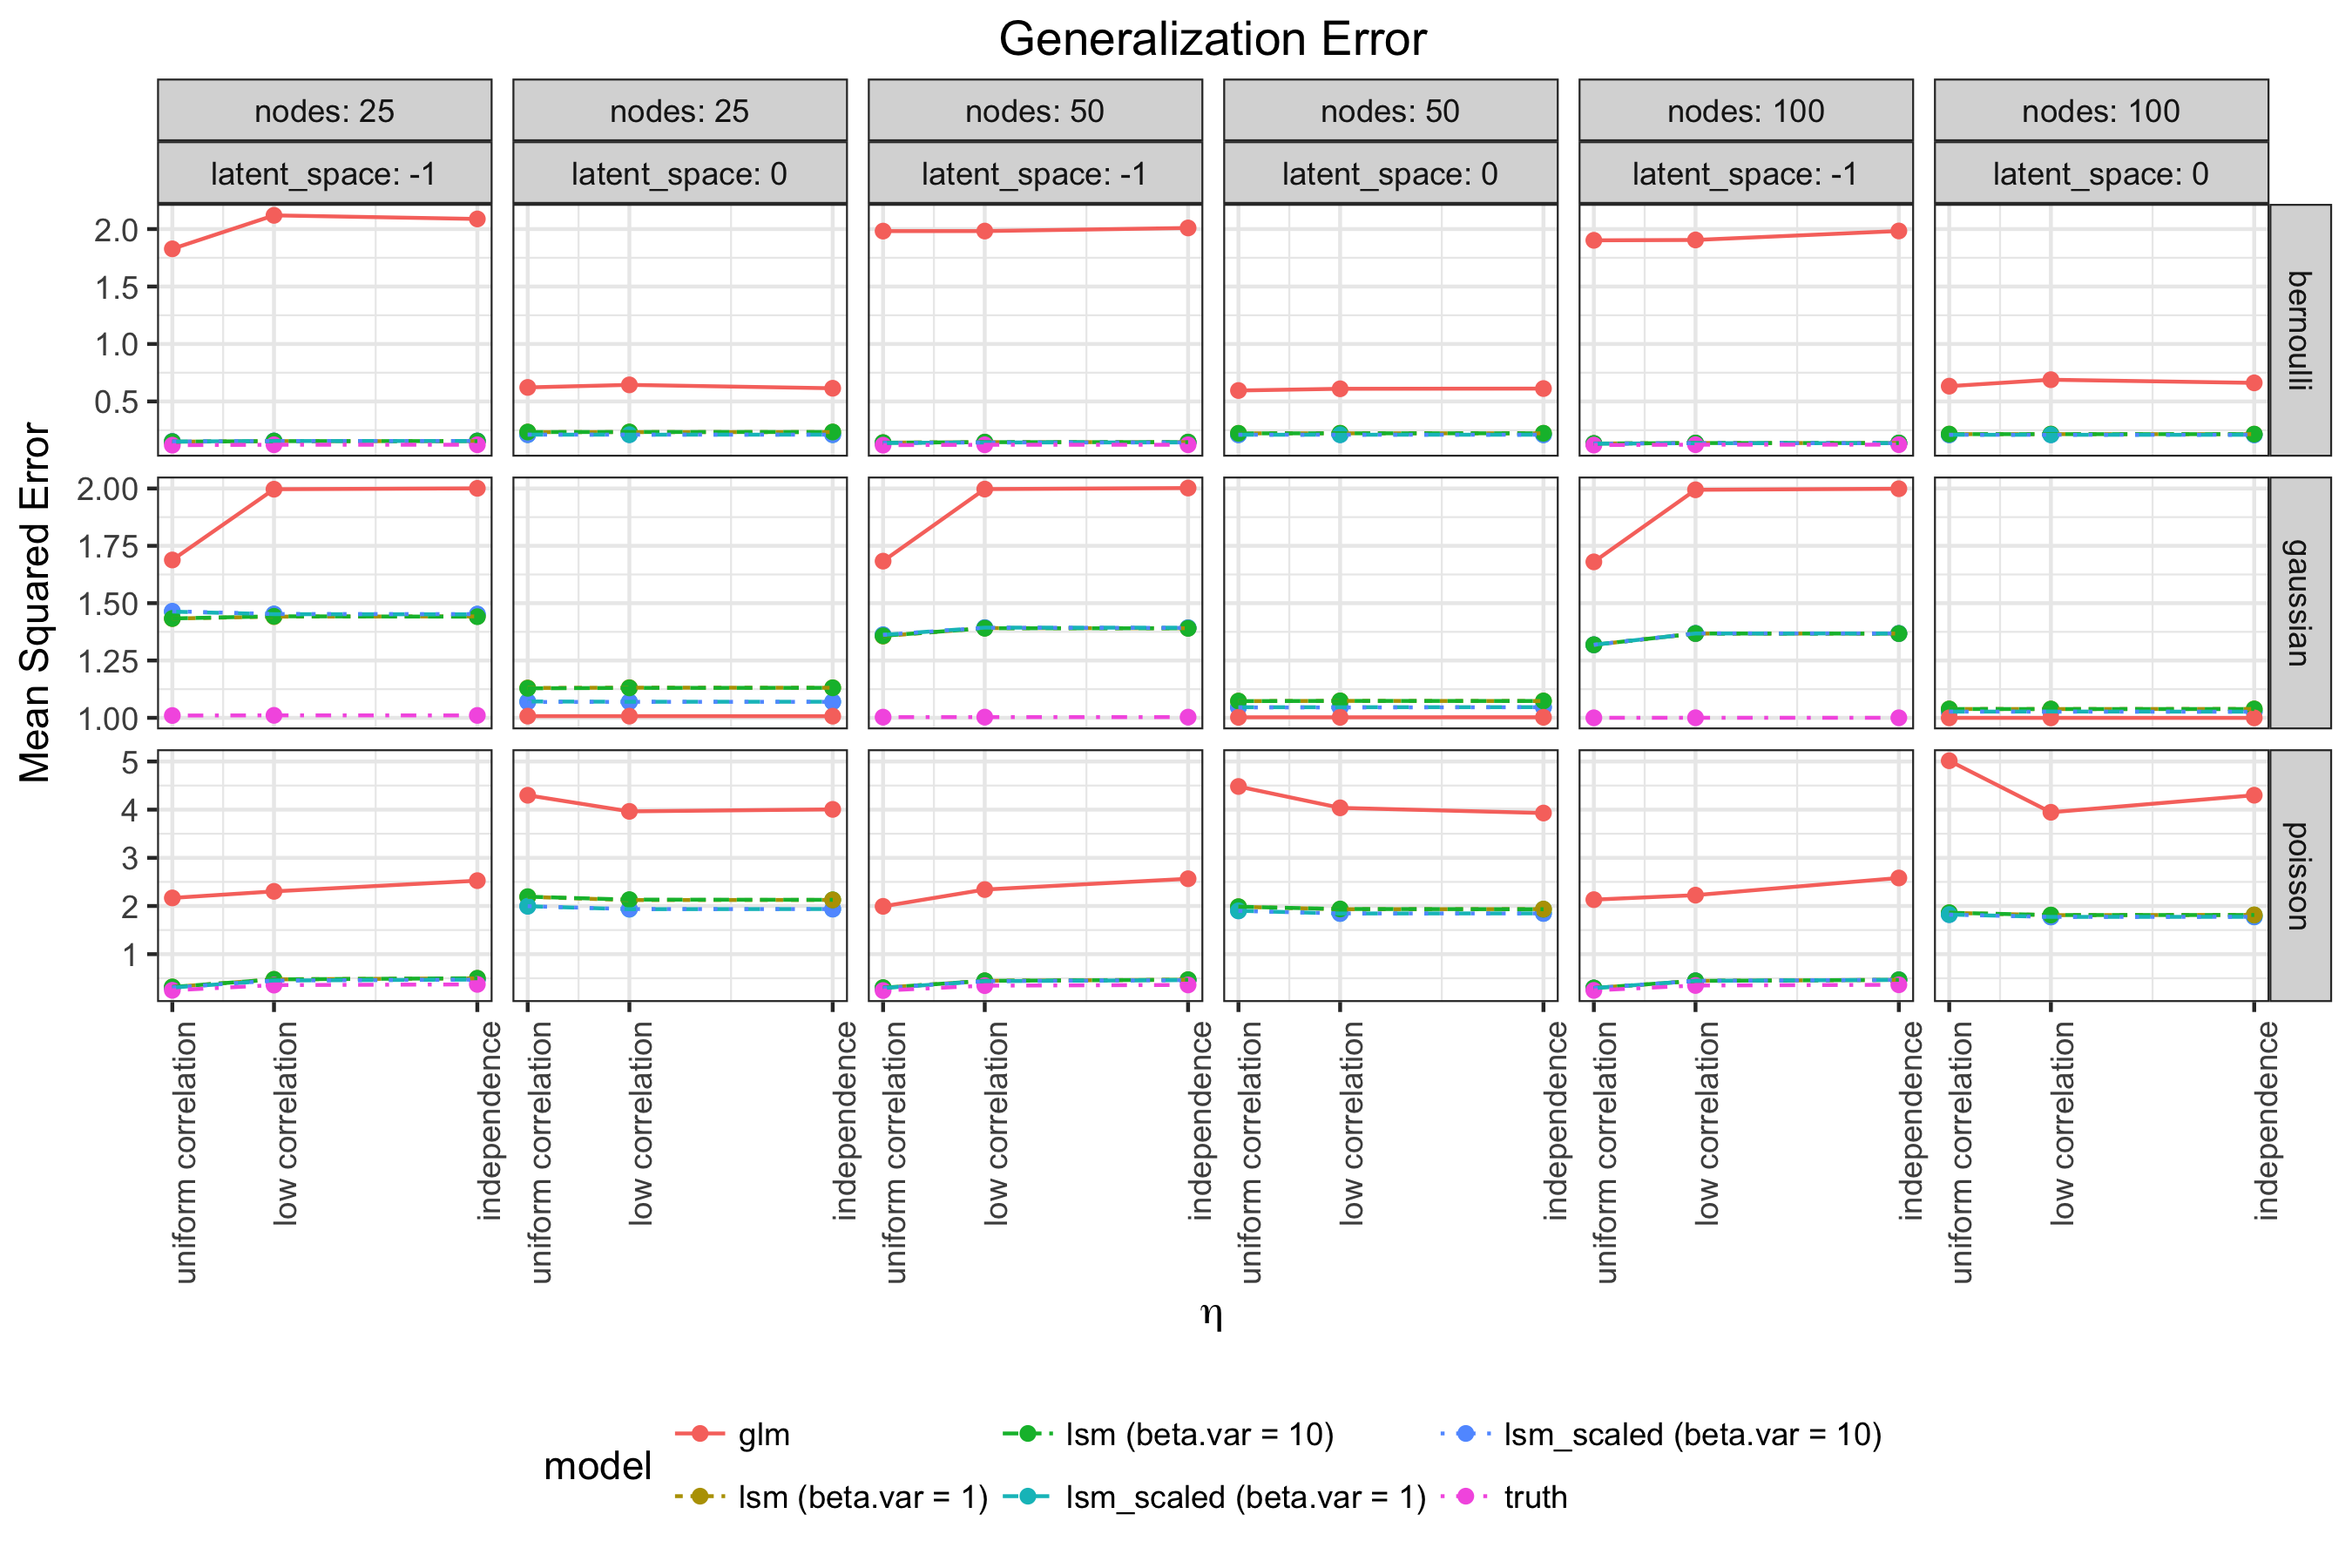 Generalization Error
nodes: 25 nodes: 25 nodes: 50 nodes: 50 nodes: 100 nodes: 100
latent_space: -1 latent_space: 0 latent_space: -1 latent_space: 0 latent_space: -1 latent_space: 0
Mean Squared Error
2.0
1.5
1.0
0.5
bernoulli
2.00
1.75
1.50
1.25
1.00
gaussian
5
4
3
2
1
poisson
uniform correlation
low correlation
independence
uniform correlation
low correlation
independence
uniform correlation
low correlation
independence
uniform correlation
low correlation
independence
uniform correlation
low correlation
independence
uniform correlation
low correlation
independence
η
model
glm lsm (beta.var = 10) lsm_scaled (beta.var = 10)
lsm (beta.var = 1) lsm_scaled (beta.var = 1) truth